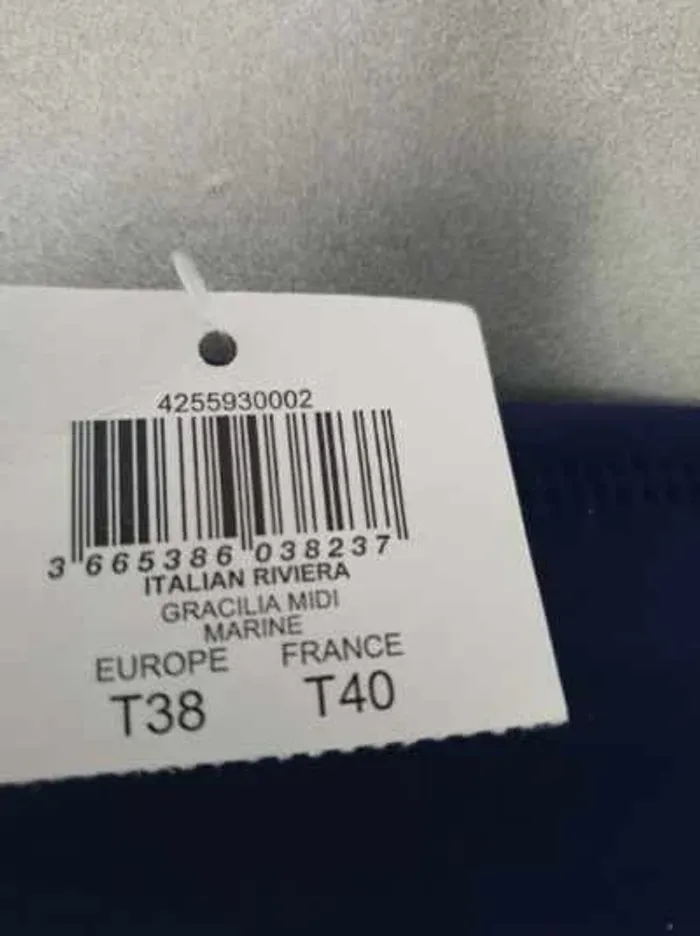 4255930002
3 665386 038237
ITALIAN RIVIERA
GRACILIA MIDI
MARINE
EUROPE FRANCE
T38 T40